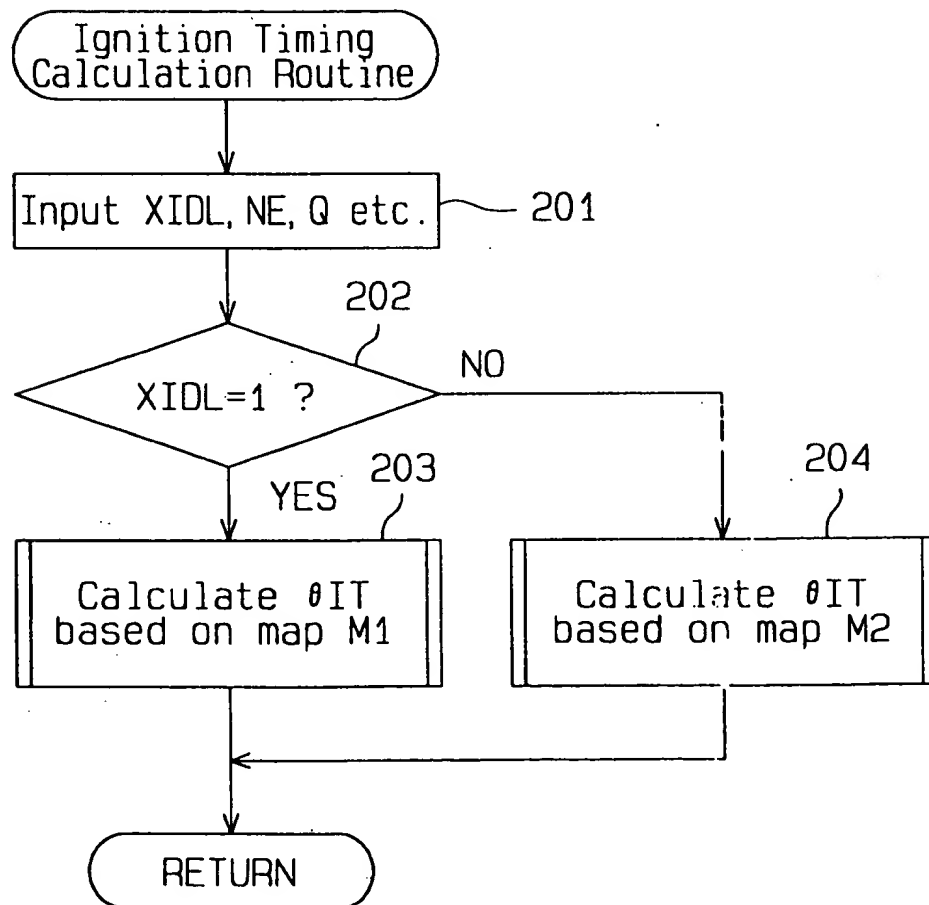 Ignition Timing
Calculation Routine
Input XIDL, NE, Q etc.
201
202
XIDL=1 ?
NO
YES
203
204
Calculate θIT
based on map M1
Calculate θIT
based on map M2
RETURN